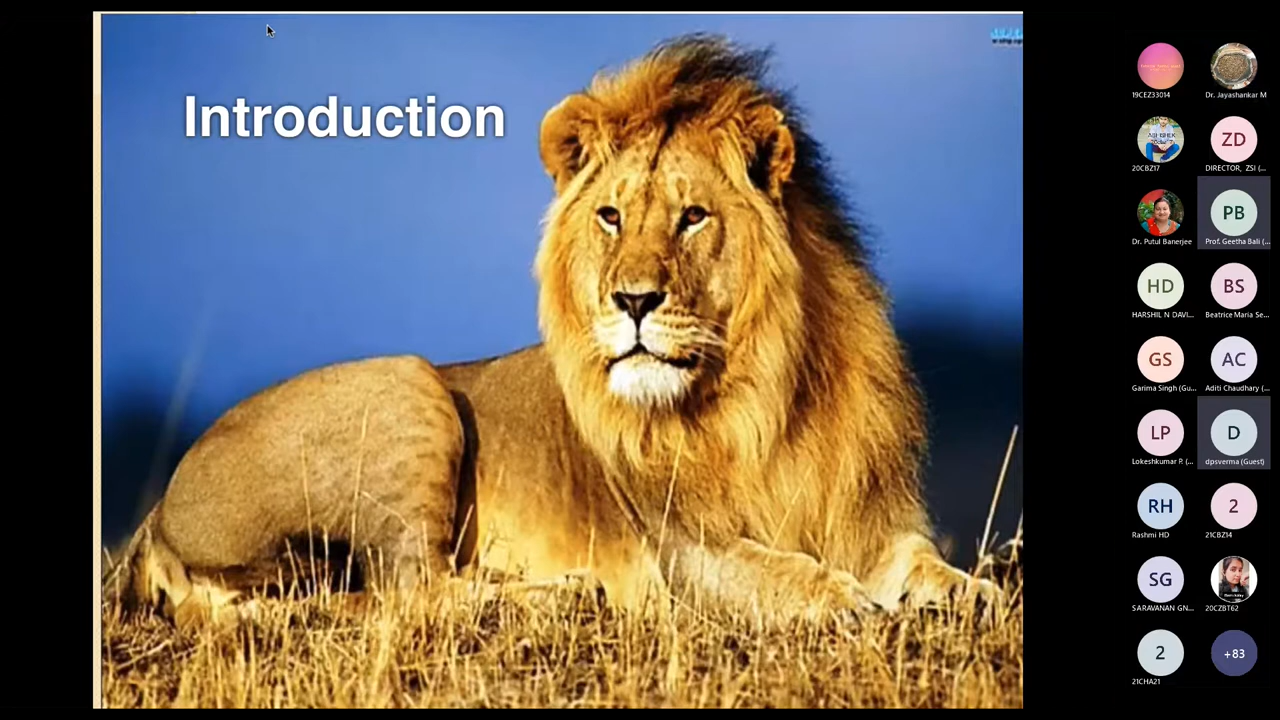 Introduction
19CEZ33014
Dr. Jayashankar M
20CBZ17
ZD
DIRECTOR, ZSI (...
Dr. Putul Banerjee
PB
Prof. Geetha Bali (...
HD
HARSHIL N DAVI...
BS
Beatrice Maria Se...
GS
Garima Singh (Gu...
AC
Aditi Chaudhary (...
LP
Lokeshkumar P. (...
D
dpsverma (Guest)
RH
Rashmi HD
2
21CBZ14
SG
SARAVANAN GN...
20CZBT62
2
21CHA21
+83